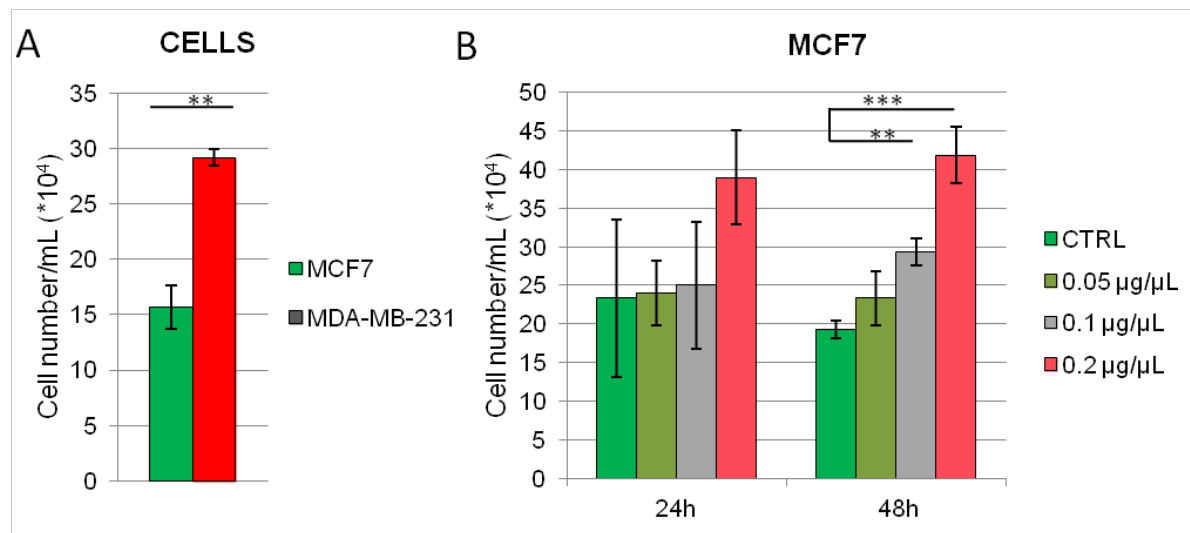 A
CELLS
Cell number/mL (*10⁴)
35
30
25
20
15
10
5
0
**
MCF7
MDA-MB-231
B
MCF7
Cell number/mL (*10⁴)
50
45
40
35
30
25
20
15
10
5
0
***
**
24h
48h
CTRL
0.05 µg/µL
0.1 µg/µL
0.2 µg/µL